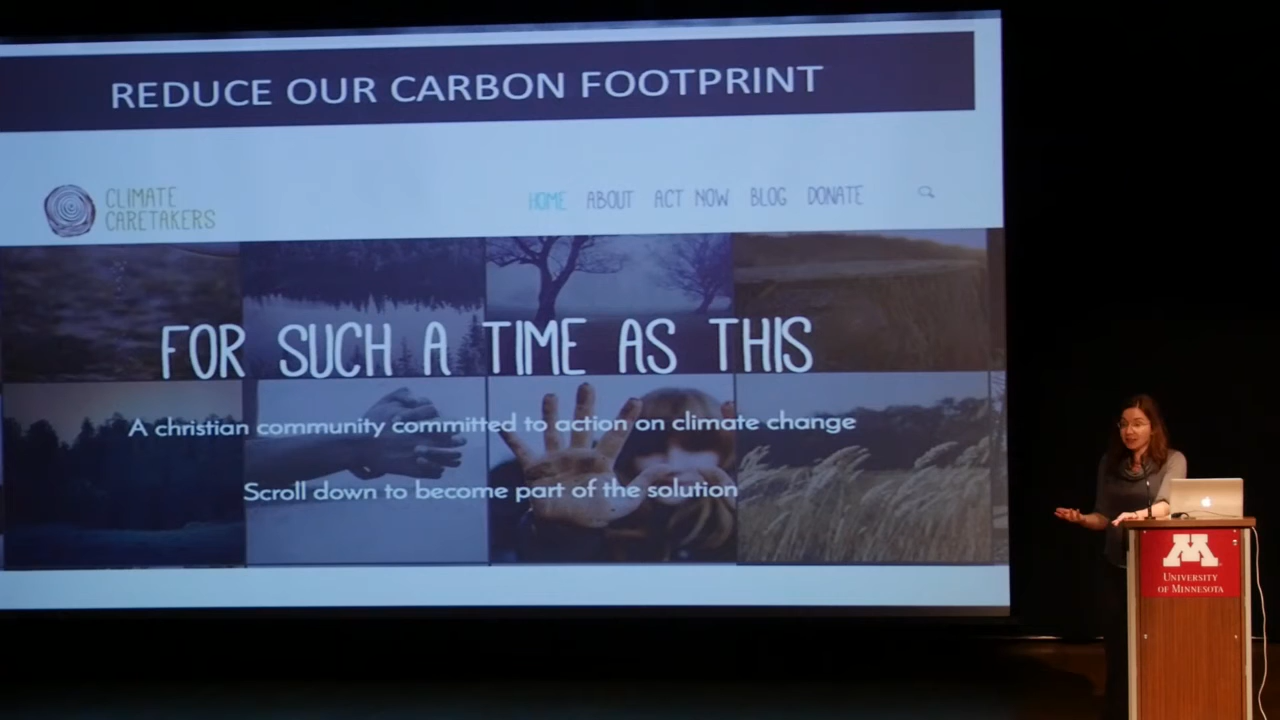 REDUCE OUR CARBON FOOTPRINT
CLIMATE
CARETAKERS
HOME ABOUT ACT NOW BLOG DONATE
FOR SUCH A TIME AS THIS
A christian community committed to action on climate change
Scroll down to become part of the solution
M
UNIVERSITY
OF MINNESOTA